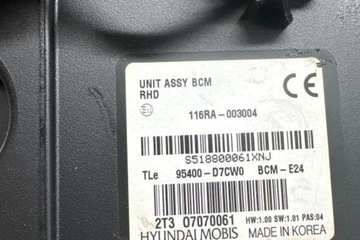 UNIT ASSY BCM
RHD
CE
116RA-003004
S518800061XNJ
TLe 95400-D7CW0 BCM-E24
2T3 07070061 HW:1.00 SW:1.01 PAS:04
HYUNDAI MOBIS MADE IN KOREA